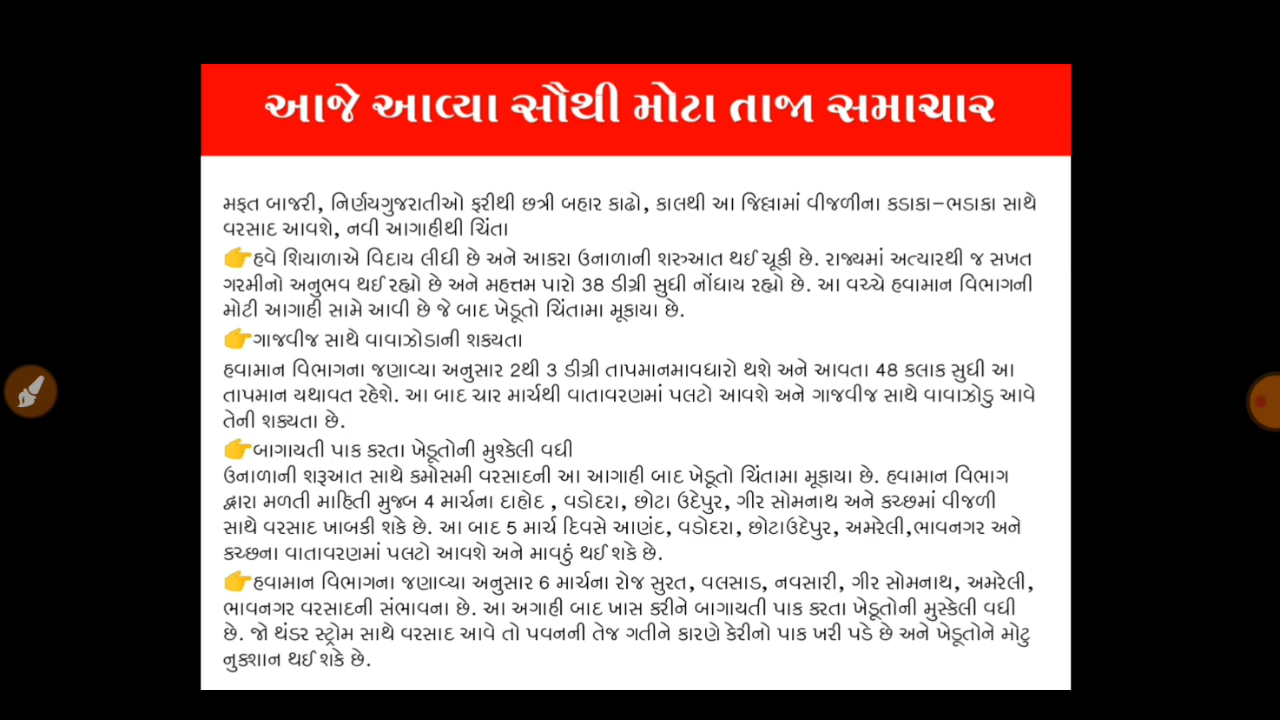 આજે આવ્યા સૌથી મોટા તાજા સમાચાર
મફત બાજરી, નિર્ણયગુજરાતીઓ ફરીથી છત્રી બહાર કાઢો, કાલથી આ જિલ્લામાં વીજળીના કડાકા-ભડાકા સાથે
વરસાદ આવશે, નવી આગાહીથી ચિંતા
👉હવે શિયાળાએ વિદાય લીધી છે અને આકરા ઉનાળાની શરુઆત થઈ ચૂકી છે. રાજ્યમાં અત્યારથી જ સખત
ગરમીનો અનુભવ થઈ રહ્યો છે અને મહત્તમ પારો 38 ડીગ્રી સુધી નોંધાય રહ્યો છે. આ વચ્ચે હવામાન વિભાગની
મોટી આગાહી સામે આવી છે જે બાદ ખેડૂતો ચિંતામા મૂકાયા છે.
👉ગાજવીજ સાથે વાવાઝોડાની શક્યતા
હવામાન વિભાગના જણાવ્યા અનુસાર 2થી 3 ડીગ્રી તાપમાનમાવધારો થશે અને આવતા 48 કલાક સુધી આ
તાપમાન યથાવત રહેશે. આ બાદ ચાર માર્ચથી વાતાવરણમાં પલટો આવશે અને ગાજવીજ સાથે વાવાઝોડુ આવે
તેની શક્યતા છે.
👉બાગાયતી પાક કરતા ખેડૂતોની મુશ્કેલી વધી
ઉનાળાની શરૂઆત સાથે કમોસમી વરસાદની આ આગાહી બાદ ખેડૂતો ચિંતામા મૂકાયા છે. હવામાન વિભાગ
દ્વારા મળતી માહિતી મુજબ 4 માર્ચના દાહોદ , વડોદરા, છોટા ઉદેપુર, ગીર સોમનાથ અને કચ્છમાં વીજળી
સાથે વરસાદ ખાબકી શકે છે. આ બાદ 5 માર્ચ દિવસે આણંદ, વડોદરા, છોટાઉદેપુર, અમરેલી,ભાવનગર અને
કચ્છના વાતાવરણમાં પલટો આવશે અને માવઠું થઈ શકે છે.
👉હવામાન વિભાગના જણાવ્યા અનુસાર 6 માર્ચના રોજ સુરત, વલસાડ, નવસારી, ગીર સોમનાથ, અમરેલી,
ભાવનગર વરસાદની સંભાવના છે. આ અગાહી બાદ ખાસ કરીને બાગાયતી પાક કરતા ખેડૂતોની મુસ્કેલી વધી
છે. જો થંડર સ્ટ્રોમ સાથે વરસાદ આવે તો પવનની તેજ ગતીને કારણે કેરીનો પાક ખરી પડે છે અને ખેડૂતોને મોટુ
નુક્શાન થઈ શકે છે.